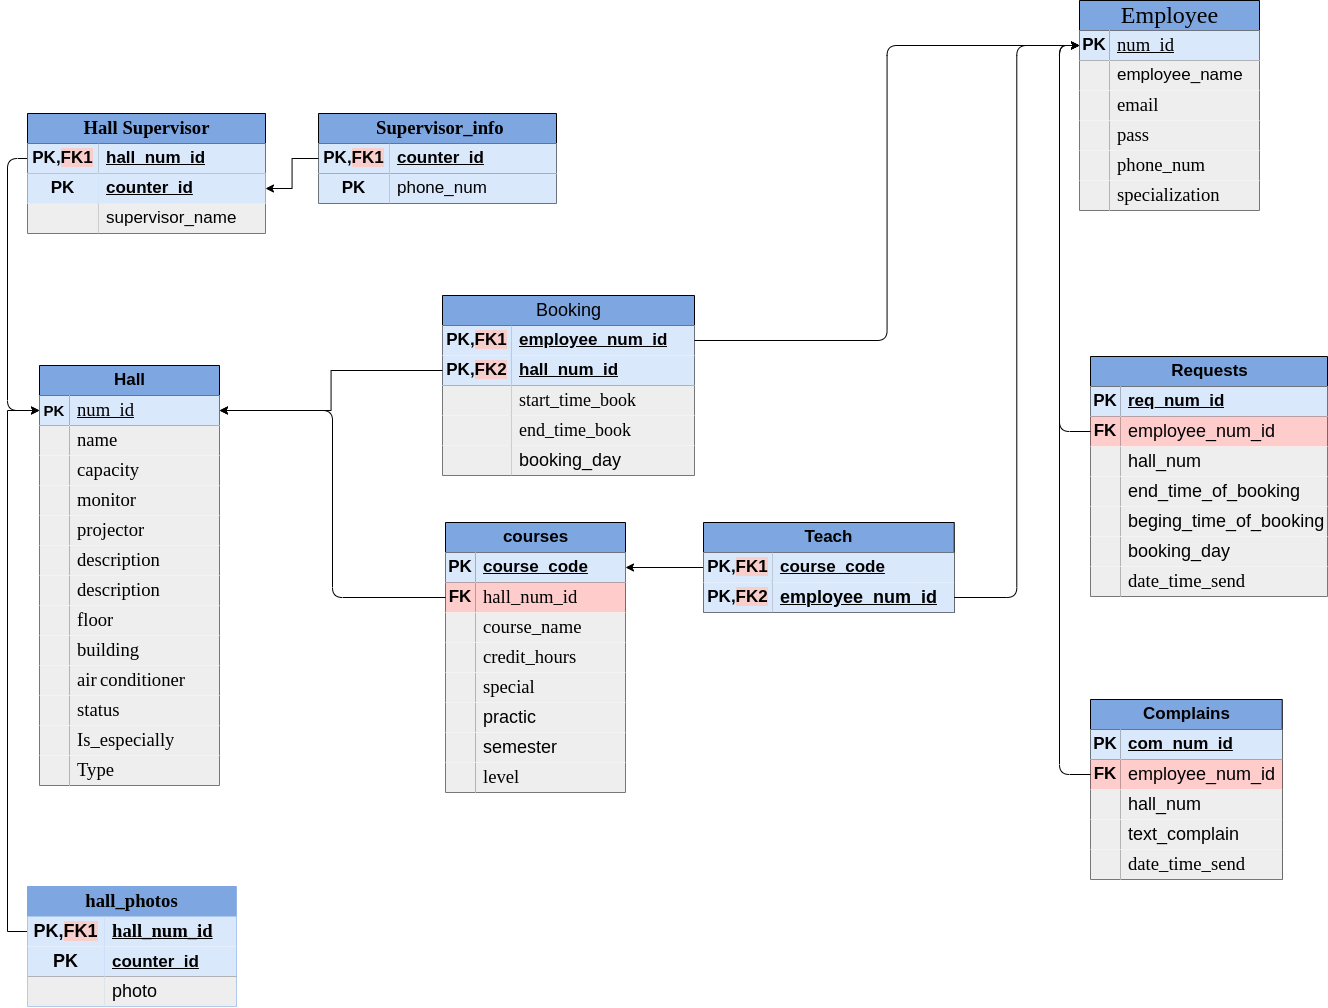 Employee
PK num_id
employee_name
email
pass
phone_num
specialization
Hall Supervisor
PK,FK1 hall_num_id
PK counter_id
supervisor_name
Supervisor_info
PK,FK1 counter_id
PK phone_num
Booking
PK,FK1 employee_num_id
PK,FK2 hall_num_id
start_time_book
end_time_book
booking_day
Hall
PK num_id
name
capacity
monitor
projector
description
description
floor
building
air conditioner
status
Is_especially
Type
Requests
PK req_num_id
FK employee_num_id
hall_num
end_time_of_booking
beging_time_of_booking
booking_day
date_time_send
courses
PK course_code
FK hall_num_id
course_name
credit_hours
special
practic
semester
level
Teach
PK,FK1 course_code
PK,FK2 employee_num_id
Complains
PK com_num_id
FK employee_num_id
hall_num
text_complain
date_time_send
hall_photos
PK,FK1 hall_num_id
PK counter_id
photo